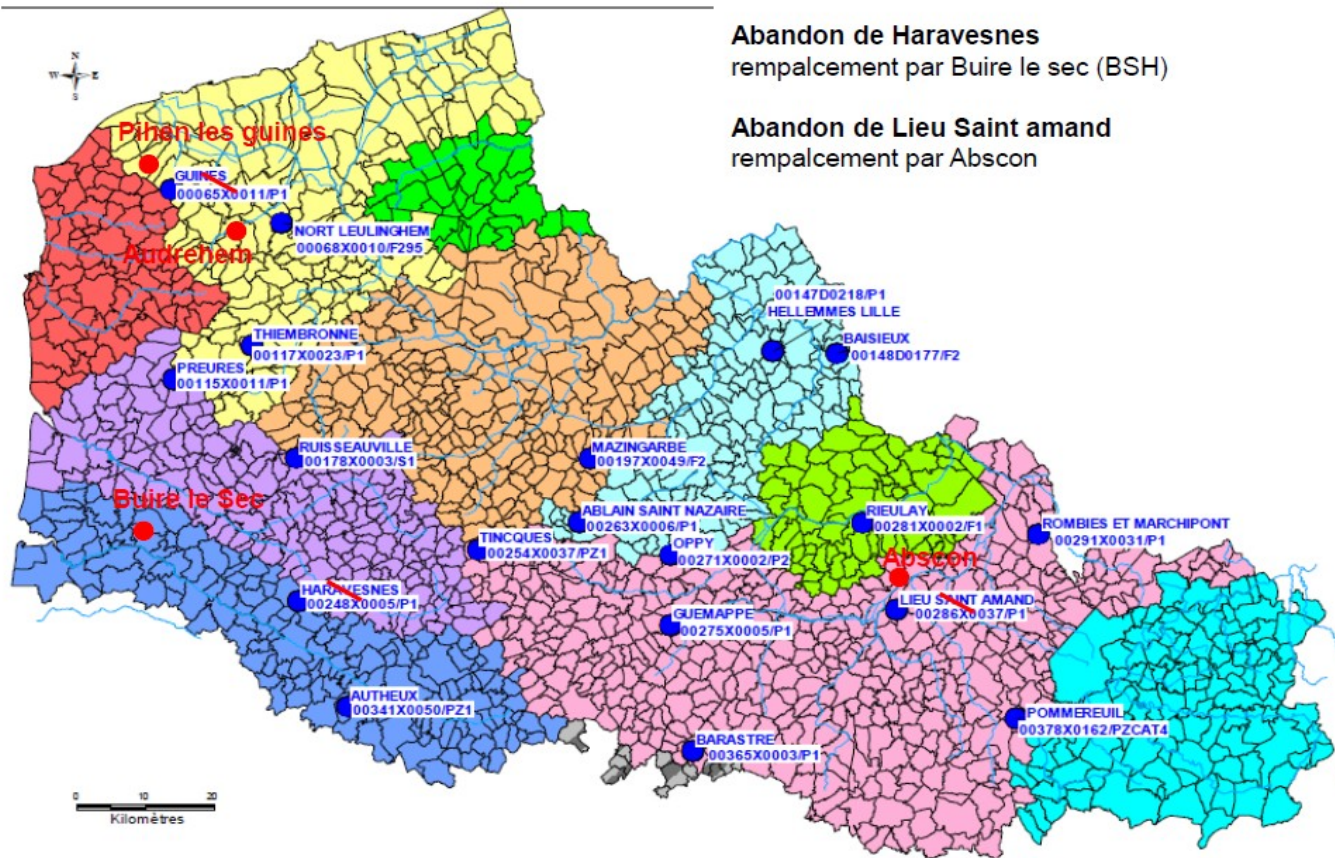 Abandon de Haravesnes
rempalcement par Buire le sec (BSH)
Abandon de Lieu Saint amand
rempalcement par Abscon
N
W E
S
Pihen les guines
GUINES
00065X0011/P1
NORT LEULINGHEM
00068X0010/F295
Audrehem
00147D0218/P1
HELLEMMES LILLE
THIEMBRONNE
00117X0023/P1
BAISIEUX
00148D0177/F2
PREURES
00115X0011/P1
RUISSEAUVILLE
00178X0003/S1
MAZINGARBE
00197X0049/F2
Buire le Sec
ABLAIN SAINT NAZAIRE
00263X0006/P1
RIEULAY
00281X0002/F1
ROMBIES ET MARCHIPONT
00291X0031/P1
TINCQUES
00254X0037/PZ1
OPPY
00271X0002/P2
Abscon
HARAVESNES
00248X0005/P1
LIEU SAINT AMAND
00286X0037/P1
GUEMAPPE
00275X0005/P1
AUTHEUX
00341X0050/PZ1
POMMEREUIL
00378X0162/PZCAT4
BARASTRE
00365X0003/P1
0 10 20
Kilomètres